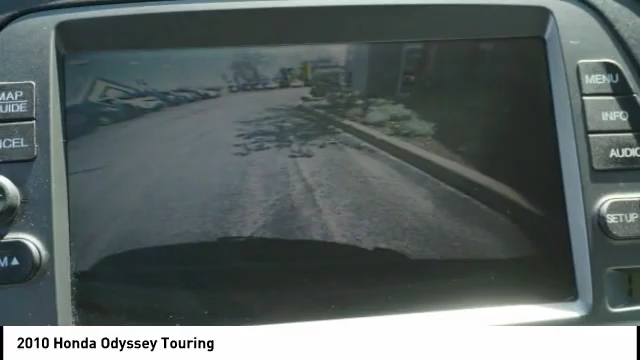 MAP
GUIDE
CANCEL
MENU
INFO
AUDIO
SETUP
M▲
2010 Honda Odyssey Touring